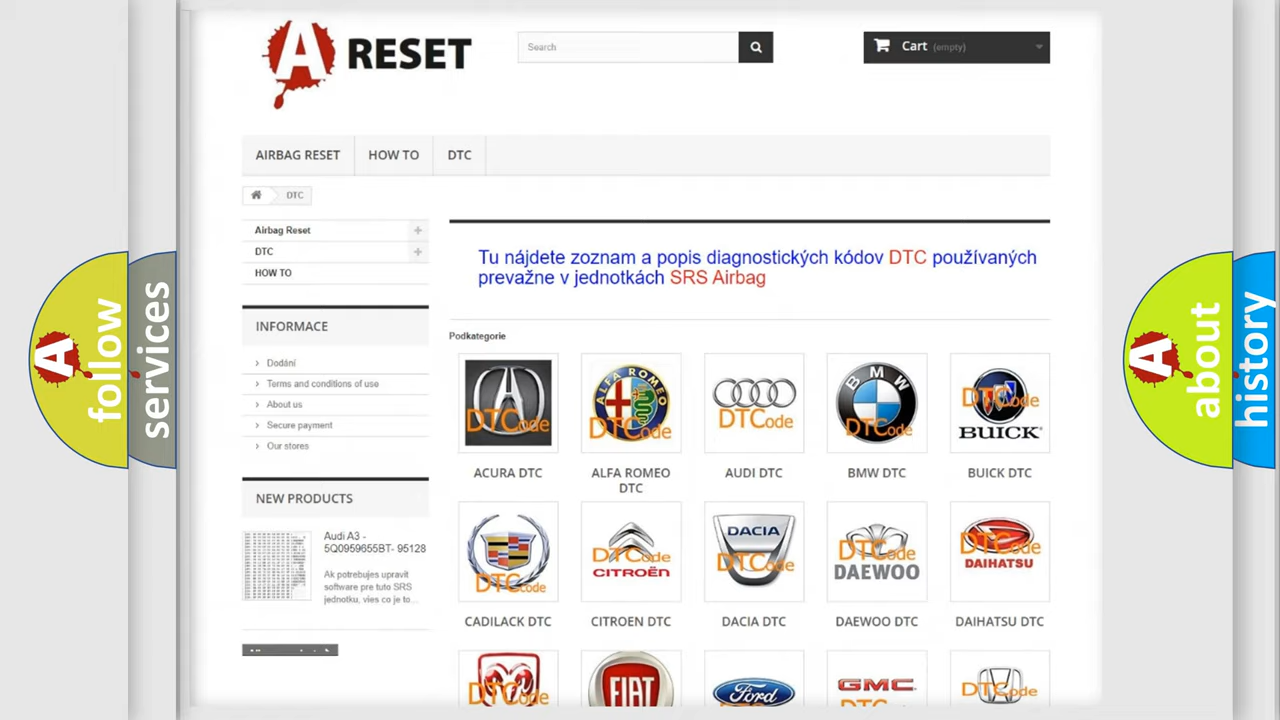 A RESET
Search
Cart (empty)
AIRBAG RESET
HOW TO
DTC
DTC
Airbag Reset
DTC
HOW TO
Tu nájdete zoznam a popis diagnostických kódov DTC používaných
prevažne v jednotkách SRS Airbag
INFORMACE
Dodání
Terms and conditions of use
About us
Secure payment
Our stores
Podkategorie
DTCode
ALFA ROMEO
DTCode
DTCode
BMW
DTCode
DTCode
BUICK
ACURA DTC
ALFA ROMEO
DTC
AUDI DTC
BMW DTC
BUICK DTC
NEW PRODUCTS
Audi A3 -
5Q0959655BT- 95128
Ak potrebujes upravit
software pre tuto SRS
jednotku, vies co je to...
DTCode
DTCode
CITROËN
DACIA
DTCode
DTCode
DAEWOO
DTCode
DAIHATSU
CADILACK DTC
CITROEN DTC
DACIA DTC
DAEWOO DTC
DAIHATSU DTC
DTCode
FIAT
Ford
GMC
DTCode
A follow
services
A about
history